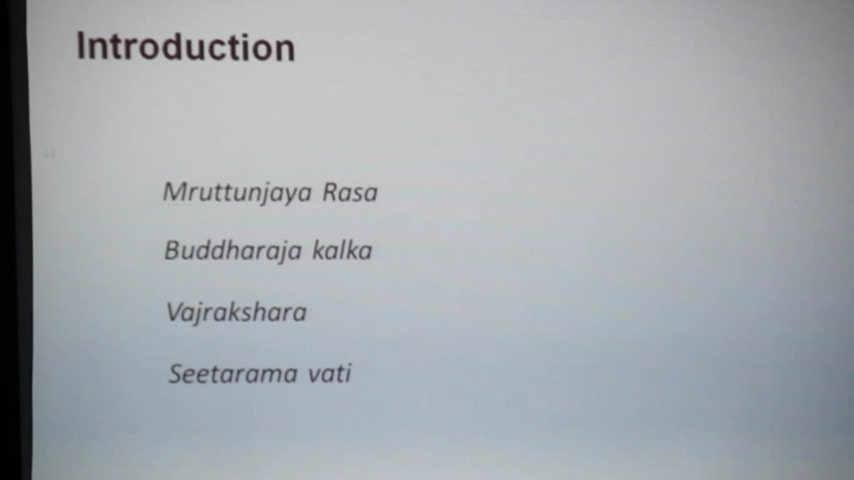 Introduction
Mruttunjaya Rasa
Buddharaja kalka
Vajrakshara
Seetarama vati